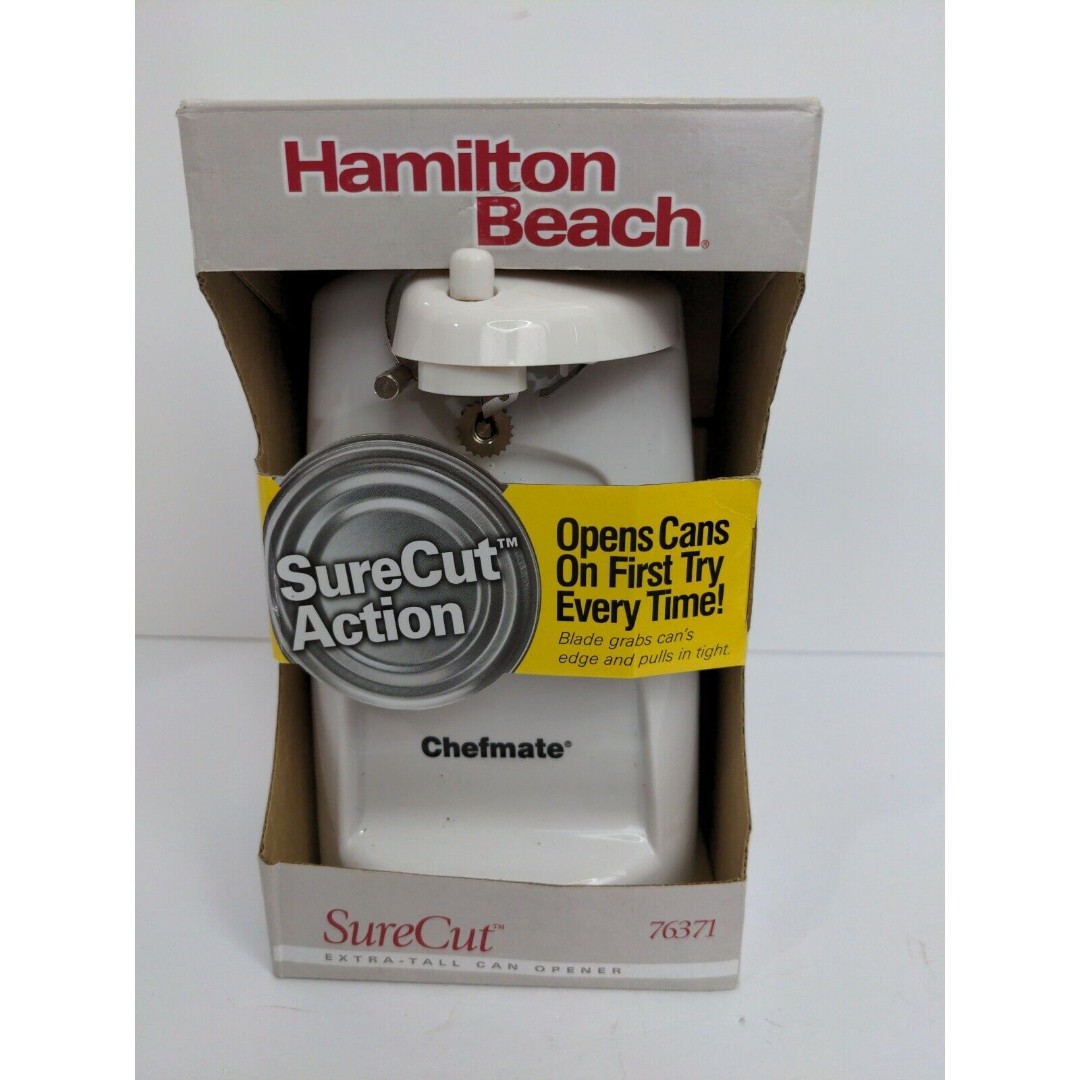 Hamilton
Beach®
SureCut™
Action
Opens Cans
On First Try
Every Time!
Blade grabs can's
edge and pulls in tight.
Chefmate®
SureCut™
76371
EXTRA-TALL CAN OPENER